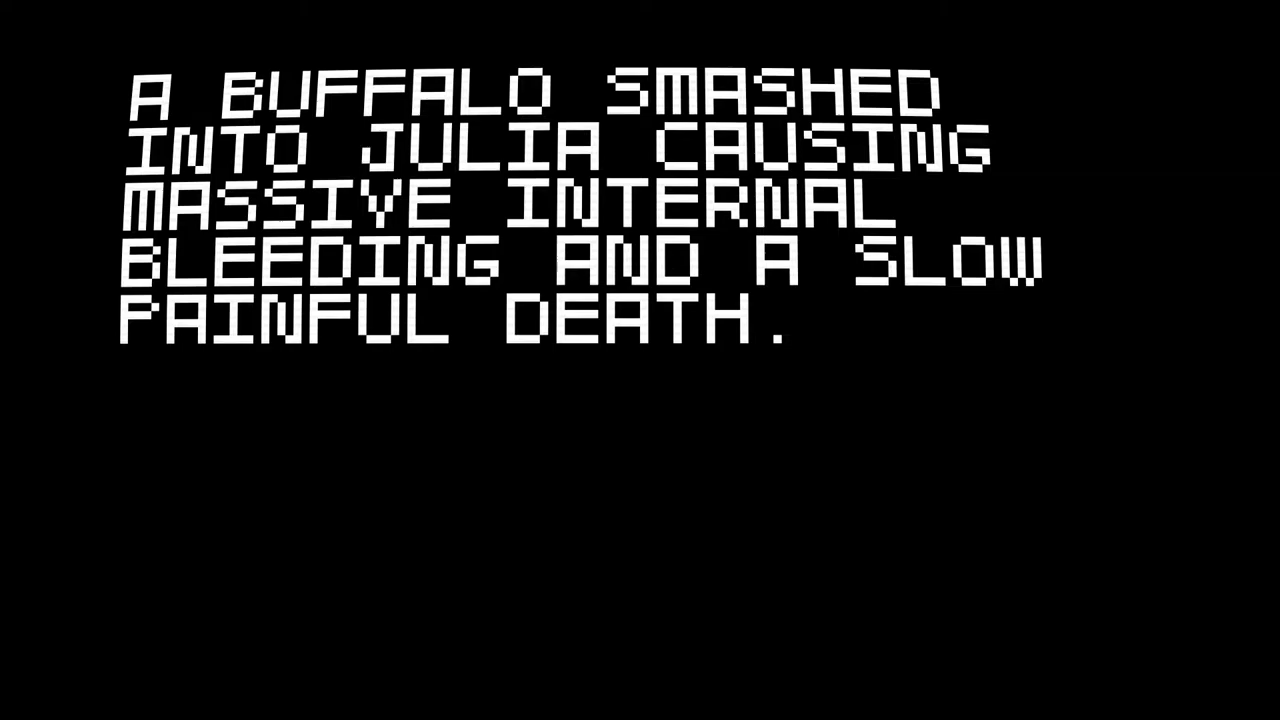 A BUFFALO SMASHED
INTO JULIA CAUSING
MASSIVE INTERNAL
BLEEDING AND A SLOW
PAINFUL DEATH.